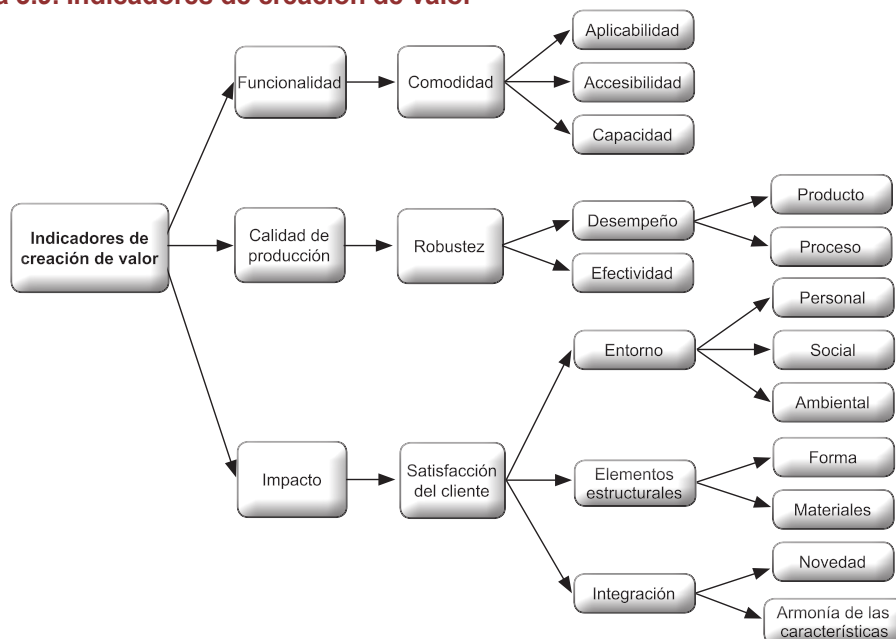 a 3.5. Indicadores de creación de valor
Aplicabilidad
Funcionalidad
Comodidad
Accesibilidad
Capacidad
Indicadores de
creación de valor
Calidad de
producción
Robustez
Desempeño
Efectividad
Producto
Proceso
Impacto
Satisfacción
del cliente
Entorno
Personal
Social
Ambiental
Elementos
estructurales
Forma
Materiales
Integración
Novedad
Armonía de las
características